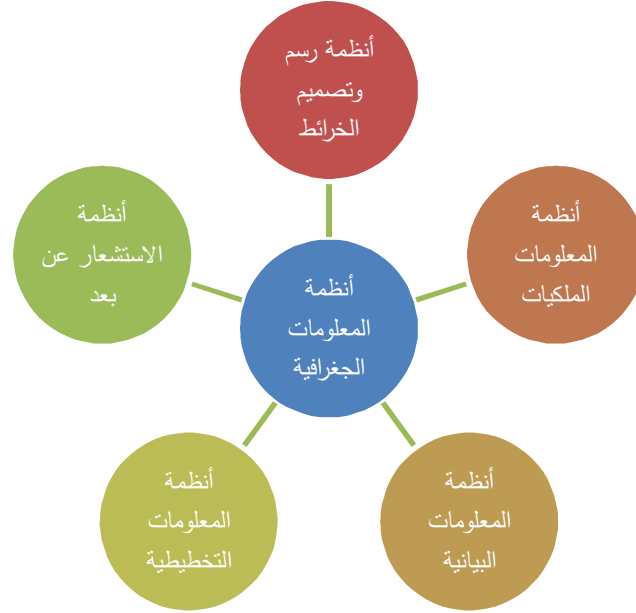 أنظمة رسم
وتصميم
الخرائط
أنظمة
المعلومات
الملكيات
أنظمة
الاستشعار عن
بعد
أنظمة
المعلومات
الجغرافية
أنظمة
المعلومات
البيانية
أنظمة
المعلومات
التخطيطية